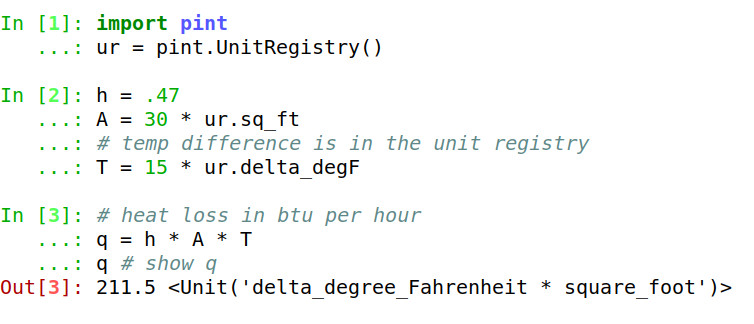 In [1]: import pint
   ...: ur = pint.UnitRegistry()
In [2]: h = .47
   ...: A = 30 * ur.sq_ft
   ...: # temp difference is in the unit registry
   ...: T = 15 * ur.delta_degF
In [3]: # heat loss in btu per hour
   ...: q = h * A * T
   ...: q # show q
Out[3]: 211.5 <Unit('delta_degree_Fahrenheit * square_foot')>